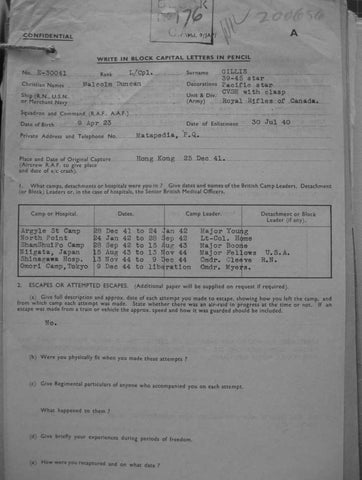 176
200656
CONFIDENTIAL
A
WRITE IN BLOCK CAPITAL LETTERS IN PENCIL
No. E-30041 Rank L/Cpl. Surname GILLIS
Christian Names Malcolm Duncan Decorations 39-45 star
Pacific star
Ship (R.N., U.S.N. or Merchant Navy Unit & Div. (Army) CVSM with clasp
Royal Rifles of Canada.
Squadron and Command (R.A.F. A.A.F.)
Date of Birth 9 Apr 23 Date of Enlistment 30 Jul 40
Private Address and Telephone No. Matapedia, P.Q.
Place and Date of Original Capture Hong Kong 25 Dec 41.
(Aircrew R.A.F. to give place
and date of a/c crash).
1. What camps, detachments or hospitals were you in? Give dates and names of the British Camp Leaders, Detachment
(or Block) Leaders or, in the case of hospitals, the Senior British Medical Officers.
Camp or Hospital. Dates. Camp Leader. Detachment or Block Leader (if any).
Argyle St Camp 28 Dec 41 to 24 Jan 42 Major Young
North Point 24 Jan 42 to 28 Sep 42 Lt-Col. Home
ShamShuiPo Camp 28 Sep 42 to 15 Aug 43 Major Boone
Niigata, Japan 15 Aug 43 to 13 Nov 44 Major Fellows U.S.A.
Shinagawa Hosp. 13 Nov 44 to 9 Dec 44 Cmdr. Cleave R.N.
Omori Camp,Tokyo 9 Dec 44 to liberation Cmdr. Myers.
2. ESCAPES OR ATTEMPTED ESCAPES. (Additional paper will be supplied on request if required).
(a) Give full description and approx. date of each attempt you made to escape, showing how you left the camp, and
from which camp each attempt was made. State whether there was an air-raid in progress at the time or not. If an
escape was made from a train or vehicle the approx. speed and how it was guarded should be included.
No.
(b) Were you physically fit when you made these attempts ?
(c) Give Regimental particulars of anyone who accompanied you on each attempt.
What happened to them ?
(d) Give briefly your experiences during periods of freedom.
(e) How were you recaptured and on what date ?